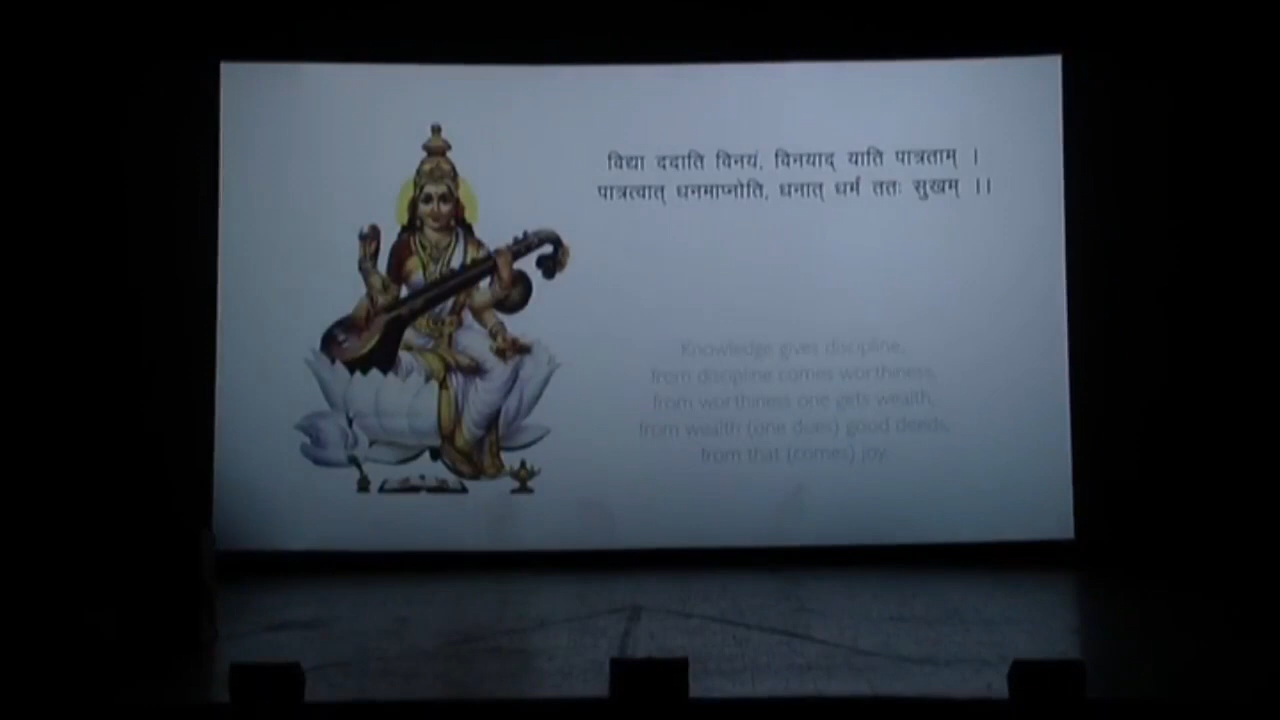 विद्या ददाति विनयं, विनयाद् याति पात्रताम् ।
पात्रत्वात् धनमाप्नोति, धनात् धर्मं ततः सुखम् ।।
Knowledge gives discipline,
from discipline comes worthiness,
from worthiness one gets wealth,
from wealth (one does) good deeds,
from that (comes) joy